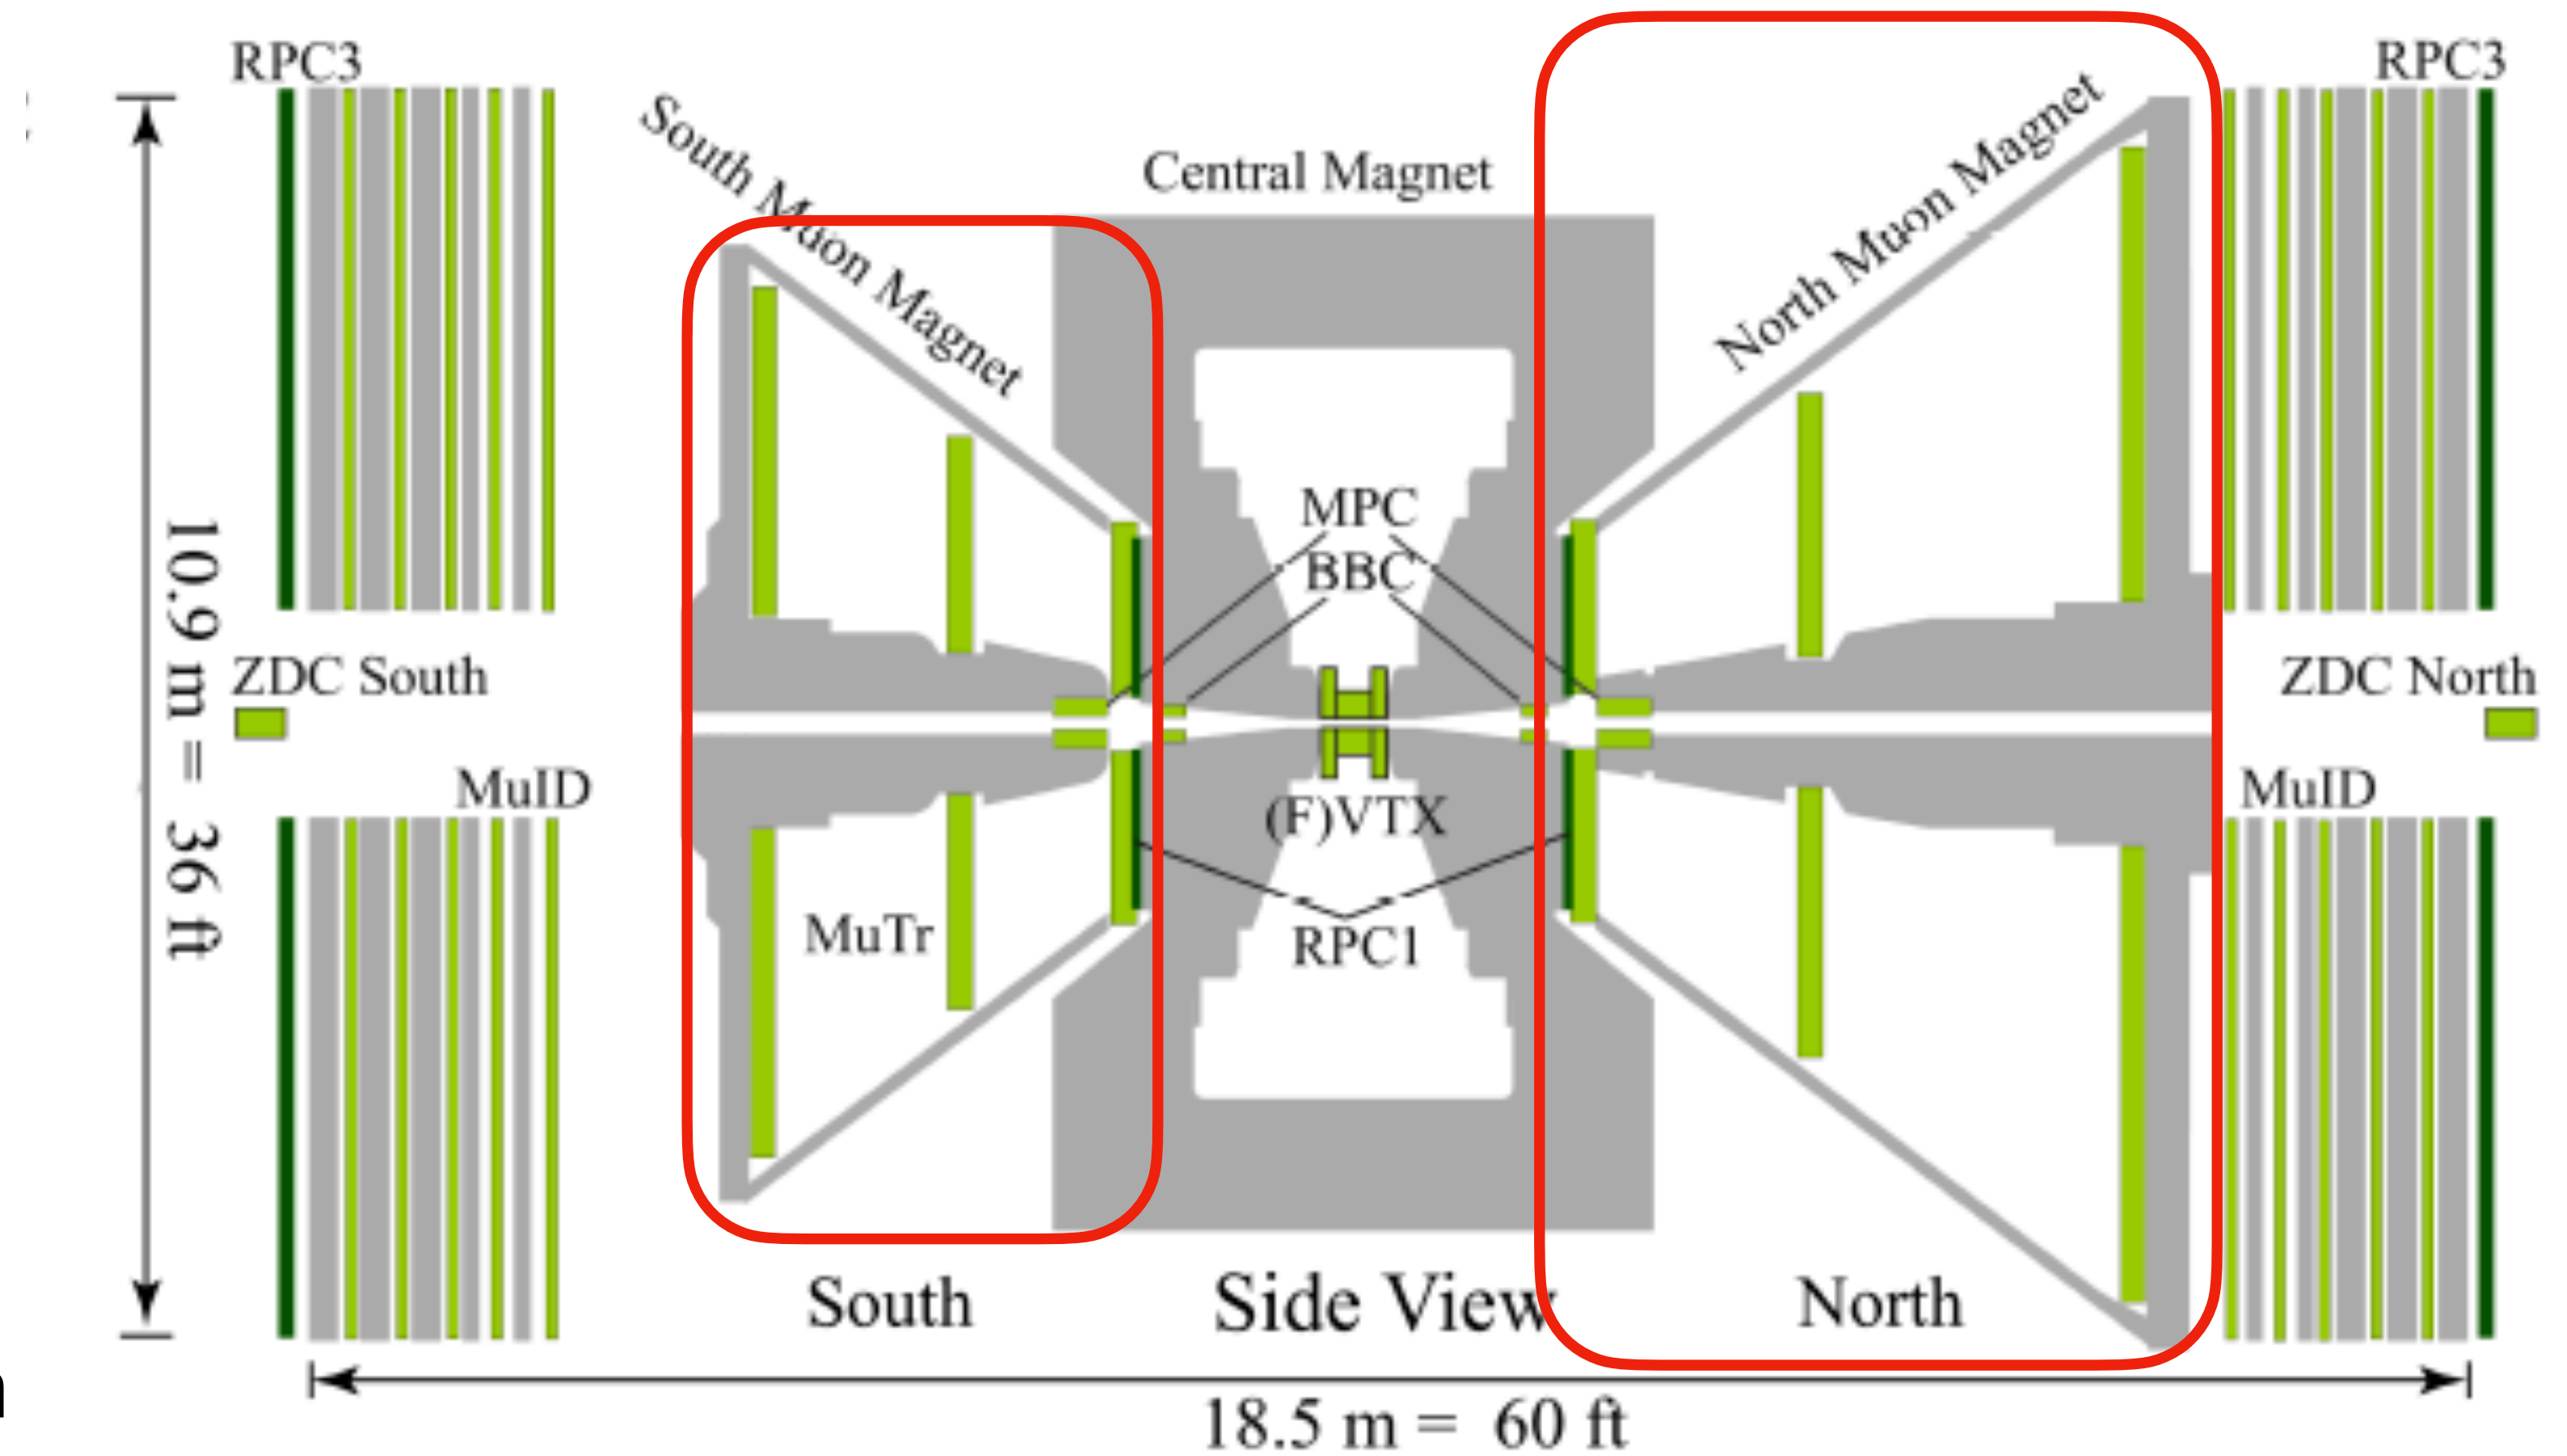 RPC3
RPC3
South Muon Magnet
Central Magnet
North Muon Magnet
MPC
BBC
10.9 m = 36 ft
ZDC South
ZDC North
MuID
MuID
(F)VTX
MuTr
RPC1
South
Side View
North
18.5 m = 60 ft